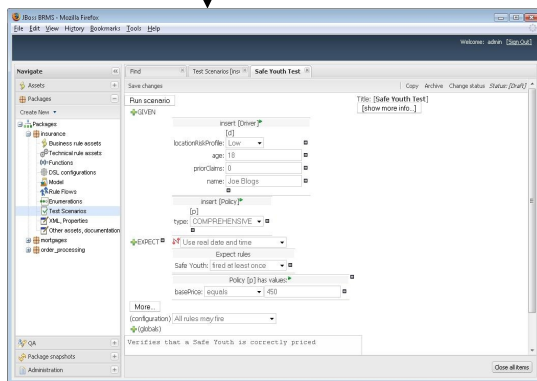 JBoss BRMS - Mozilla Firefox
File Edit View History Bookmarks Tools Help
Welcome: admin [Sign Out]
Navigate
Assets
Packages
Create New
Packages
insurance
Business rule assets
Technical rule assets
Functions
DSL configurations
Model
Rule Flows
Enumerations
Test Scenarios
XML, Properties
Other assets, documentation
mortgages
order_processing
QA
Package snapshots
Administration
Find
Test Scenarios [ins
Safe Youth Test
Save changes
Copy Archive Change status Status: [Draft]
Run scenario
Title: [Safe Youth Test]
[show more info...]
GIVEN
insert [Driver]
[d]
locationRiskProfile: Low
age: 18
priorClaims: 0
name: Joe Blogs
insert [Policy]
[p]
type: COMPREHENSIVE
EXPECT
Use real date and time
Expect rules
Safe Youth: fired at least once
Policy [p] has values:
basePrice: equals 450
More...
(configuration) All rules may fire
(globals)
Verifies that a Safe Youth is correctly priced
Close all items